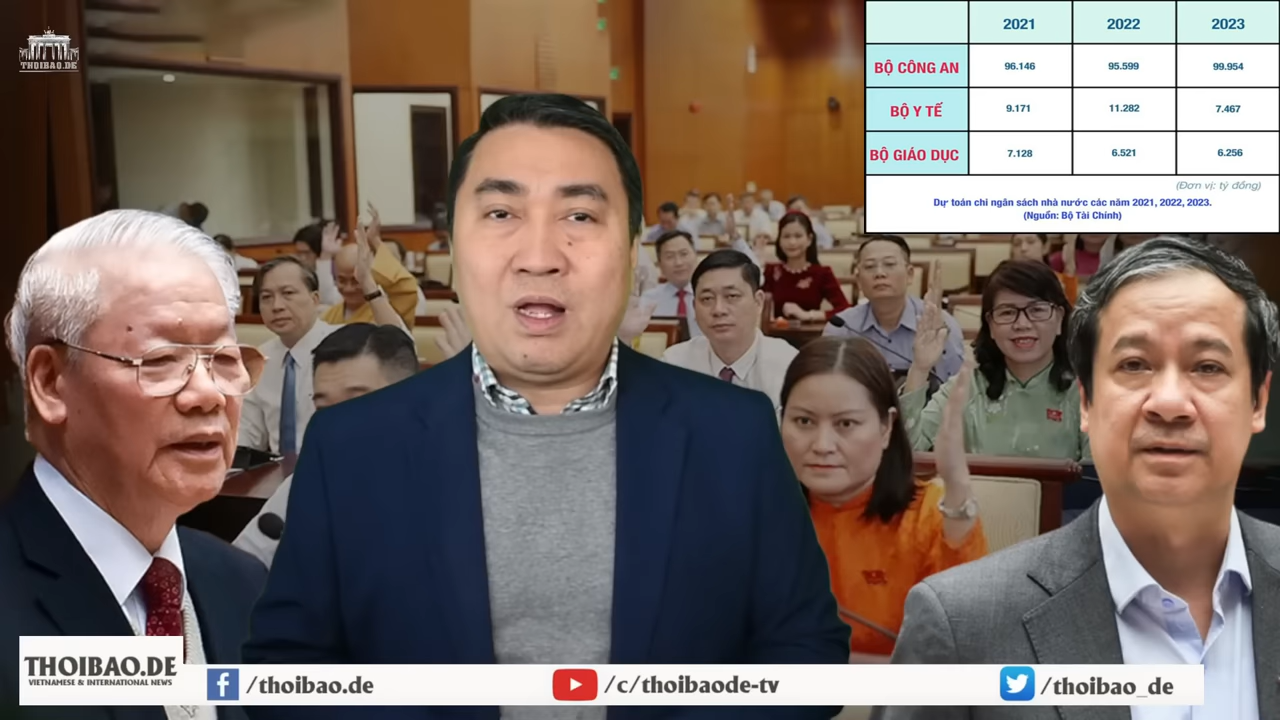 THOIBAO.DE
2021 2022 2023
BỘ CÔNG AN 96.146 95.599 99.954
BỘ Y TẾ 9.171 11.282 7.467
BỘ GIÁO DỤC 7.128 6.521 6.256
(Đơn vị: tỷ đồng)
Dự toán chi ngân sách nhà nước các năm 2021, 2022, 2023.
(Nguồn: Bộ Tài Chính)
THOIBAO.DE
VIETNAMESE & INTERNATIONAL NEWS
/thoibao.de
/c/thoibaode-tv
/thoibao_de